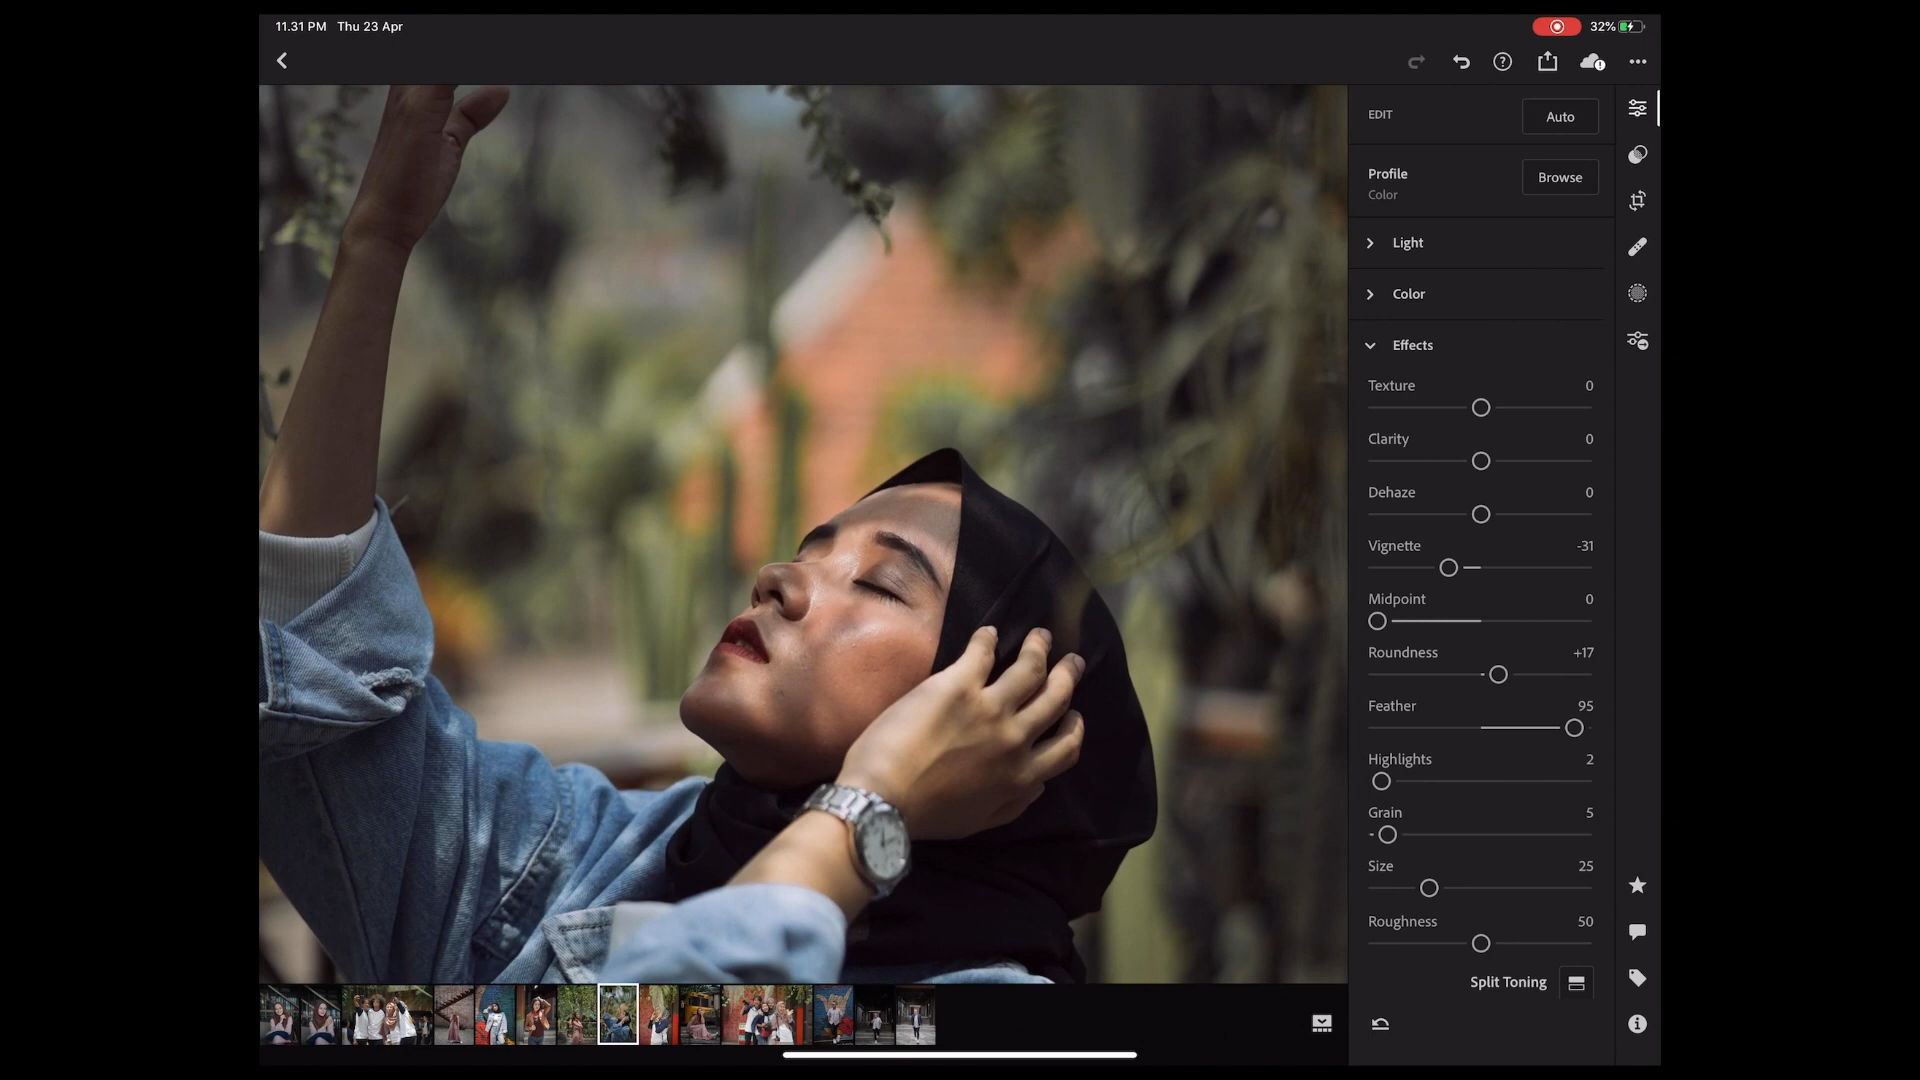 11.31 PM Thu 23 Apr
32%
EDIT
Auto
Profile
Browse
Color
Light
Color
Effects
Texture 0
Clarity 0
Dehaze 0
Vignette -31
Midpoint 0
Roundness +17
Feather 95
Highlights 2
Grain 5
Size 25
Roughness 50
Split Toning